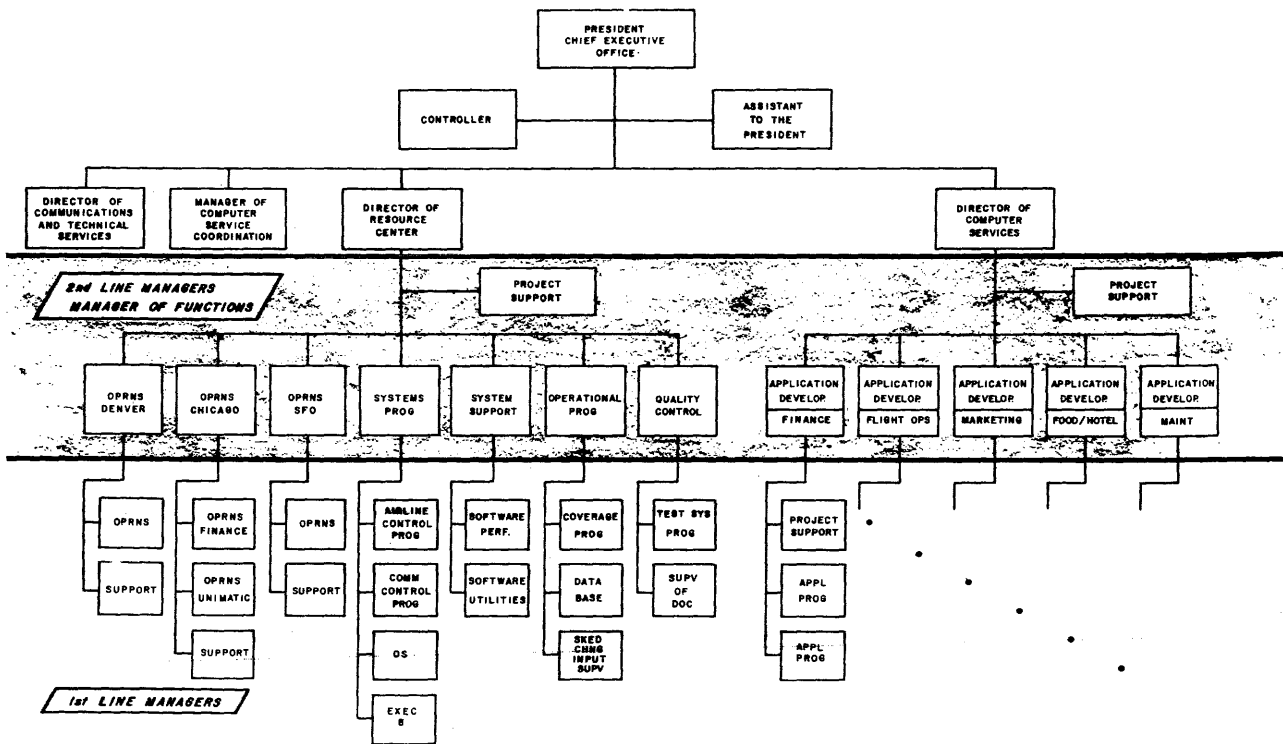 PRESIDENT
CHIEF EXECUTIVE
OFFICE
CONTROLLER
ASSISTANT
TO THE
PRESIDENT
DIRECTOR OF
COMMUNICATIONS
AND TECHNICAL
SERVICES
MANAGER OF
COMPUTER
SERVICE
COORDINATION
DIRECTOR OF
RESOURCE
CENTER
DIRECTOR OF
COMPUTER
SERVICES
2nd LINE MANAGERS
MANAGER OF FUNCTIONS
PROJECT
SUPPORT
PROJECT
SUPPORT
OPRNS
DENVER
OPRNS
CHICAGO
OPRNS
SFO
SYSTEMS
PROG
SYSTEM
SUPPORT
OPERATIONAL
PROG
QUALITY
CONTROL
APPLICATION
DEVELOP.
FINANCE
APPLICATION
DEVELOP.
FLIGHT OPS
APPLICATION
DEVELOP.
MARKETING
APPLICATION
DEVELOP.
FOOD/HOTEL
APPLICATION
DEVELOP.
MAINT
OPRNS
SUPPORT
OPRNS
FINANCE
OPRNS
UNIMATIC
SUPPORT
OPRNS
SUPPORT
AIRLINE
CONTROL
PROG
COMM
CONTROL
PROG
OS
EXEC
8
SOFTWARE
PERF.
SOFTWARE
UTILITIES
COVERAGE
PROG
DATA
BASE
SKED
CHNG
INPUT
SUPV
TEST SYS
PROG
SUPV
OF
DOC
PROJECT
SUPPORT
APPL
PROG
APPL
PROG
1st LINE MANAGERS